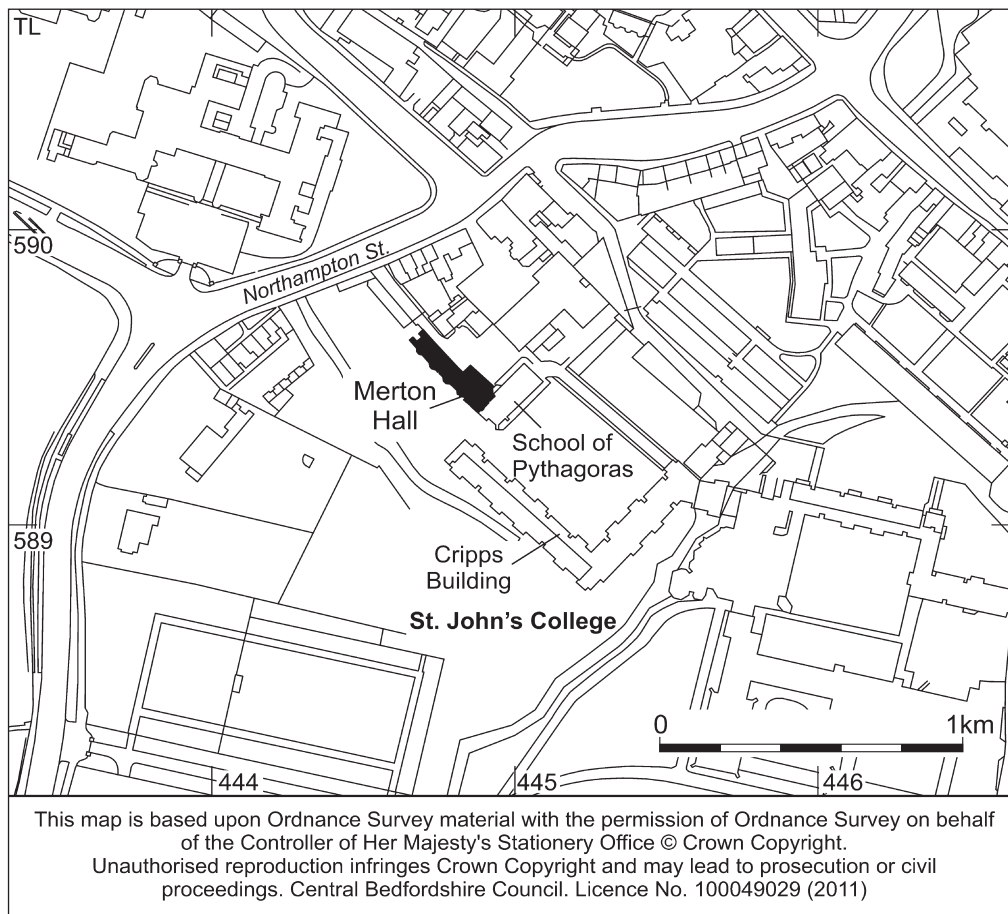 TL
590
Northampton St.
Merton
Hall
School of
Pythagoras
589
Cripps
Building
St. John's College
0 1km
444 445 446
This map is based upon Ordnance Survey material with the permission of Ordnance Survey on behalf
of the Controller of Her Majesty's Stationery Office © Crown Copyright.
Unauthorised reproduction infringes Crown Copyright and may lead to prosecution or civil
proceedings. Central Bedfordshire Council. Licence No. 100049029 (2011)